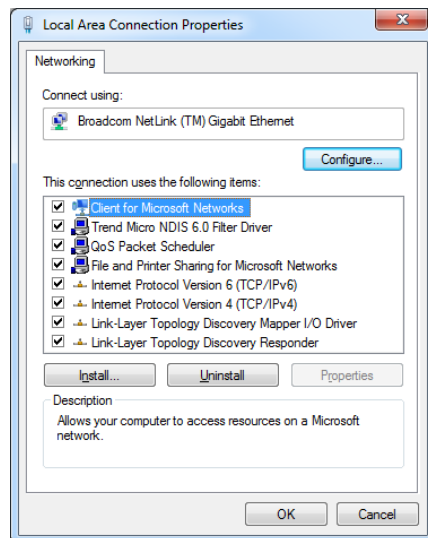 Local Area Connection Properties
Networking
Connect using:
Broadcom NetLink (TM) Gigabit Ethernet
Configure...
This connection uses the following items:
Client for Microsoft Networks
Trend Micro NDIS 6.0 Filter Driver
QoS Packet Scheduler
File and Printer Sharing for Microsoft Networks
Internet Protocol Version 6 (TCP/IPv6)
Internet Protocol Version 4 (TCP/IPv4)
Link-Layer Topology Discovery Mapper I/O Driver
Link-Layer Topology Discovery Responder
Install... Uninstall Properties
Description
Allows your computer to access resources on a Microsoft
network.
OK Cancel